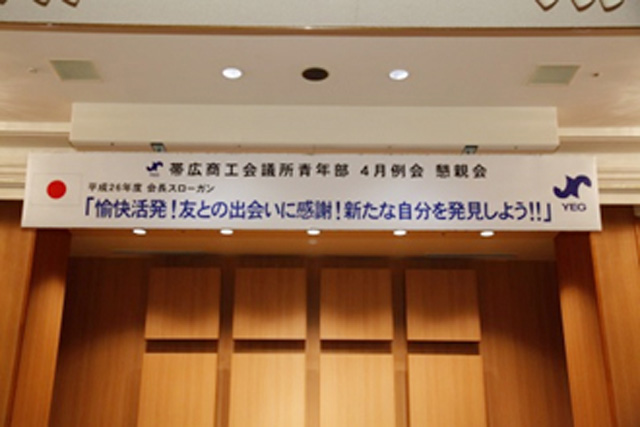 帯広商工会議所青年部 4月例会 懇親会
平成26年度 会長スローガン
「愉快活発!友との出会いに感謝!新たな自分を発見しよう!!」
YEG